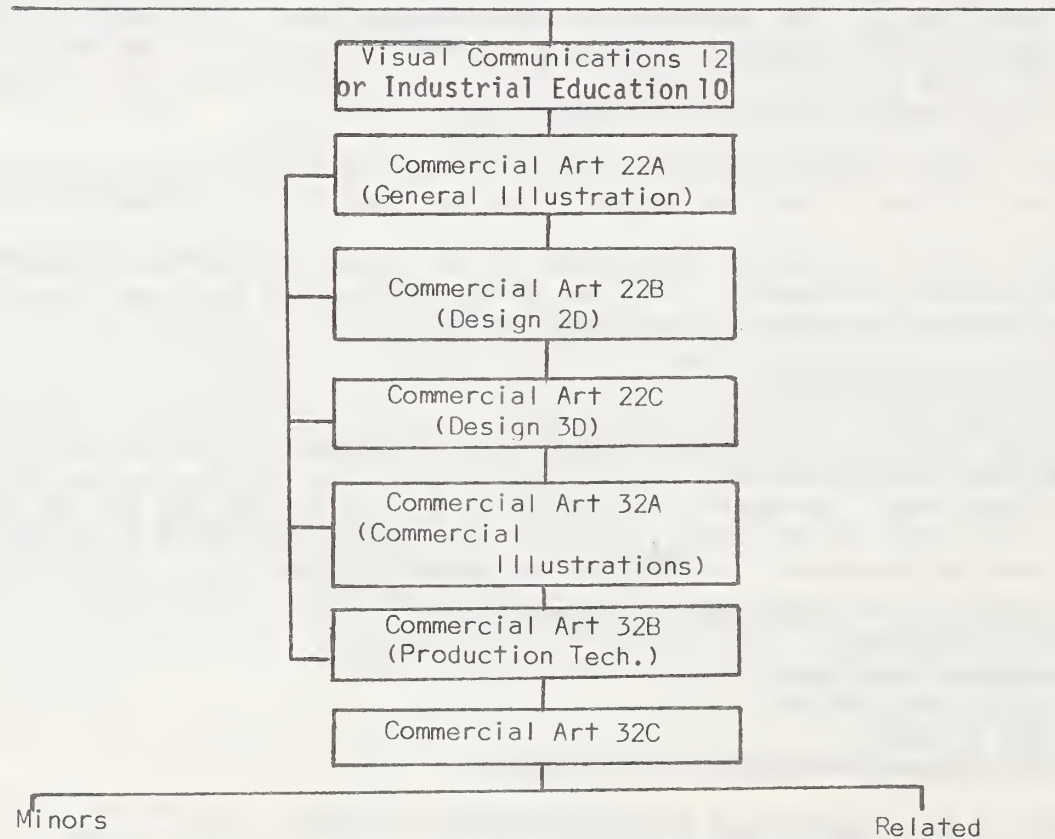 Visual Communications 12
or Industrial Education 10
Commercial Art 22A
(General Illustration)
Commercial Art 22B
(Design 2D)
Commercial Art 22C
(Design 3D)
Commercial Art 32A
(Commercial
Illustrations)
Commercial Art 32B
(Production Tech.)
Commercial Art 32C
Minors
Related